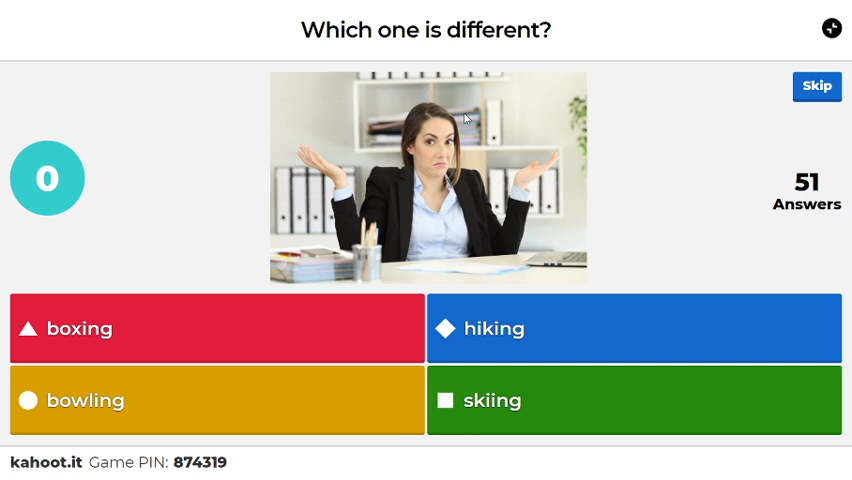 Which one is different?
Skip
0
51
Answers
boxing
hiking
bowling
skiing
kahoot.it Game PIN: 874319